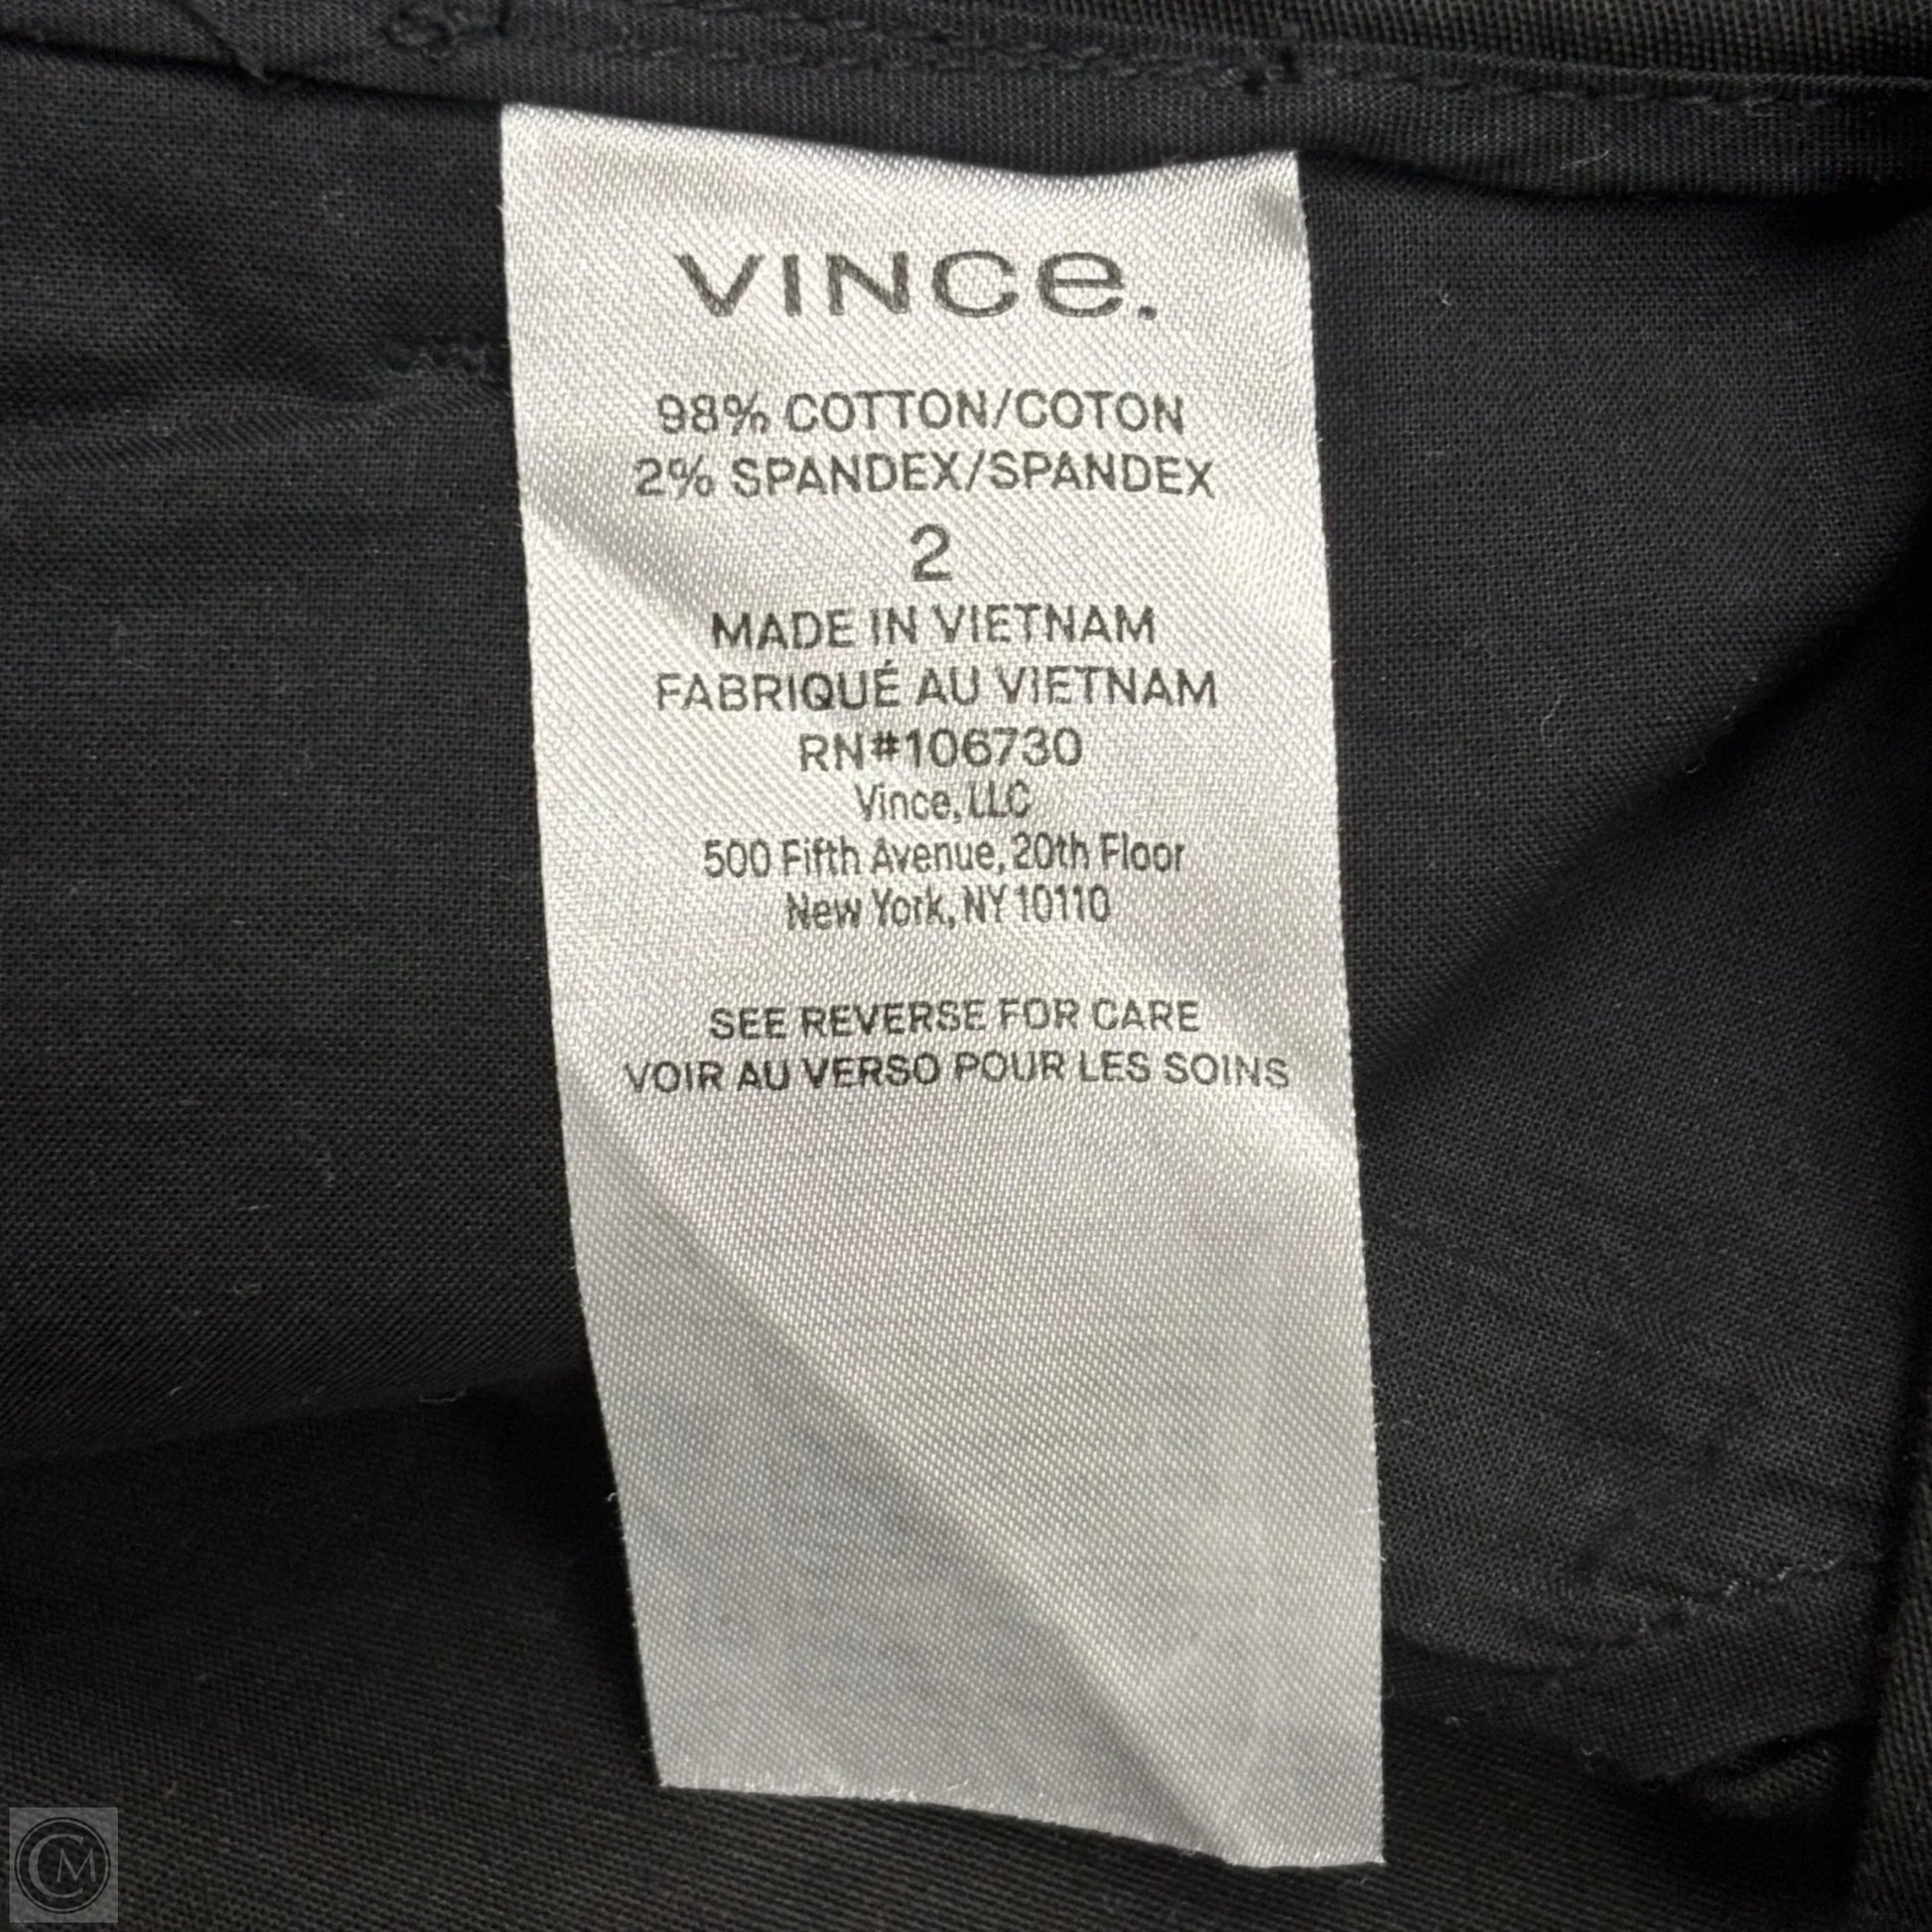 VINCe.
98% COTTON/COTON
2% SPANDEX/SPANDEX
2
MADE IN VIETNAM
FABRIQUÉ AU VIETNAM
RN#106730
Vince, LLC
500 Fifth Avenue, 20th Floor
New York, NY 10110
SEE REVERSE FOR CARE
VOIR AU VERSO POUR LES SOINS
CM